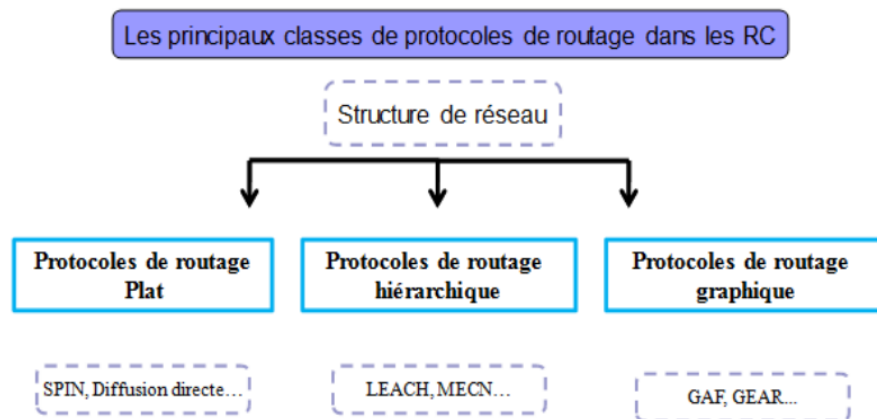 Les principaux classes de protocoles de routage dans les RC
Structure de réseau
Protocoles de routage
Plat
Protocoles de routage
hiérarchique
Protocoles de routage
graphique
SPIN, Diffusion directe...
LEACH, MECN...
GAF, GEAR...